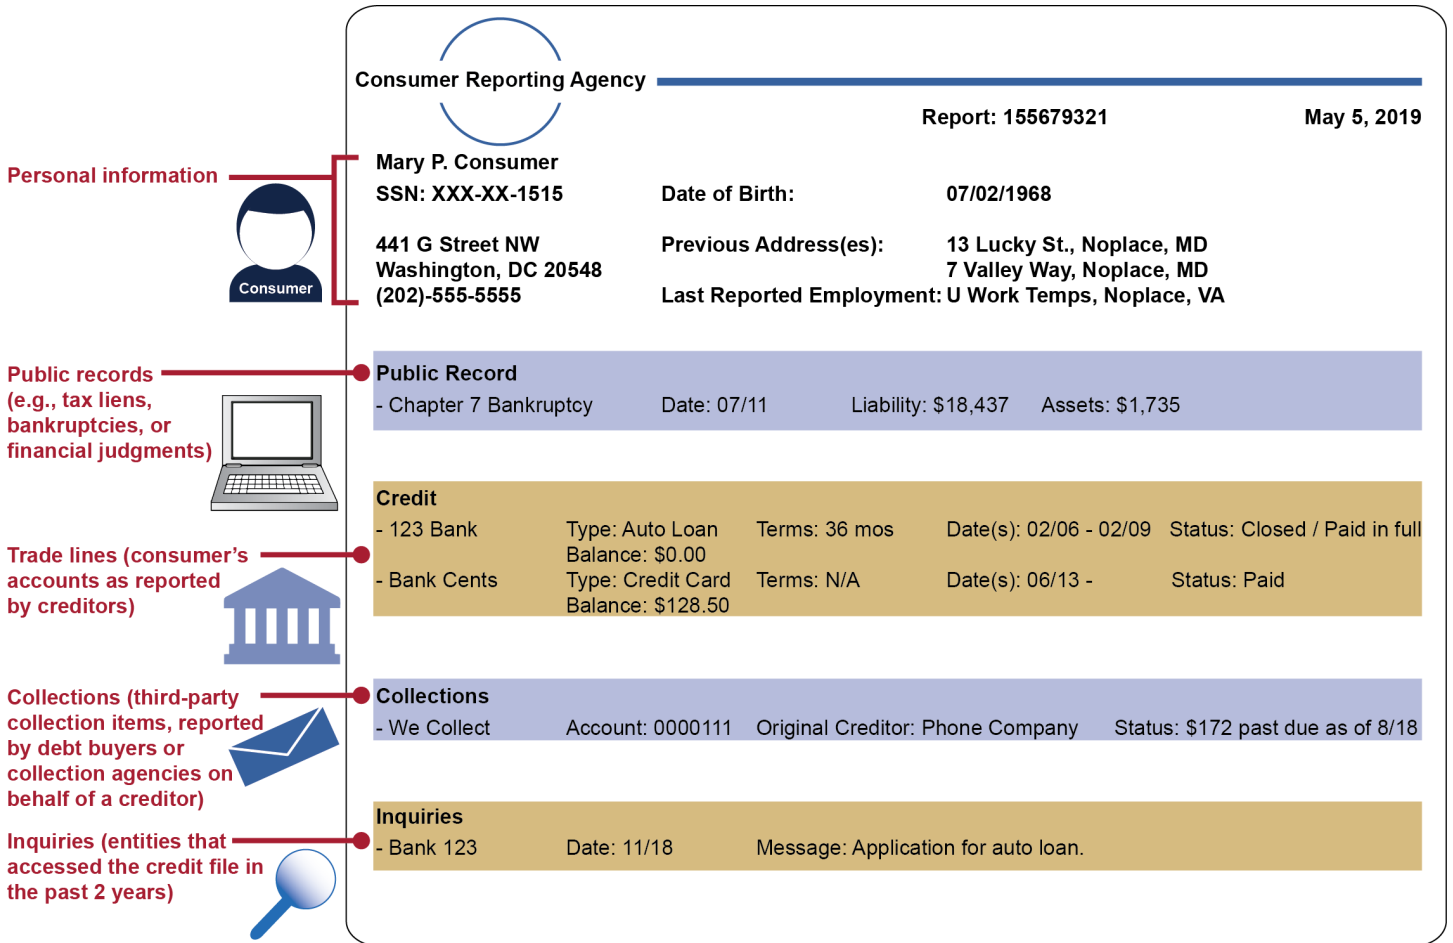 Consumer Reporting Agency
Report: 155679321 May 5, 2019
Personal information
Consumer
Mary P. Consumer
SSN: XXX-XX-1515 Date of Birth: 07/02/1968
441 G Street NW Previous Address(es): 13 Lucky St., Noplace, MD
Washington, DC 20548 7 Valley Way, Noplace, MD
(202)-555-5555 Last Reported Employment: U Work Temps, Noplace, VA
Public records
(e.g., tax liens,
bankruptcies, or
financial judgments)
Public Record
- Chapter 7 Bankruptcy Date: 07/11 Liability: $18,437 Assets: $1,735
Trade lines (consumer's
accounts as reported
by creditors)
Credit
- 123 Bank Type: Auto Loan Terms: 36 mos Date(s): 02/06 - 02/09 Status: Closed / Paid in full
Balance: $0.00
- Bank Cents Type: Credit Card Terms: N/A Date(s): 06/13 - Status: Paid
Balance: $128.50
Collections (third-party
collection items, reported
by debt buyers or
collection agencies on
behalf of a creditor)
Collections
- We Collect Account: 0000111 Original Creditor: Phone Company Status: $172 past due as of 8/18
Inquiries (entities that
accessed the credit file in
the past 2 years)
Inquiries
- Bank 123 Date: 11/18 Message: Application for auto loan.